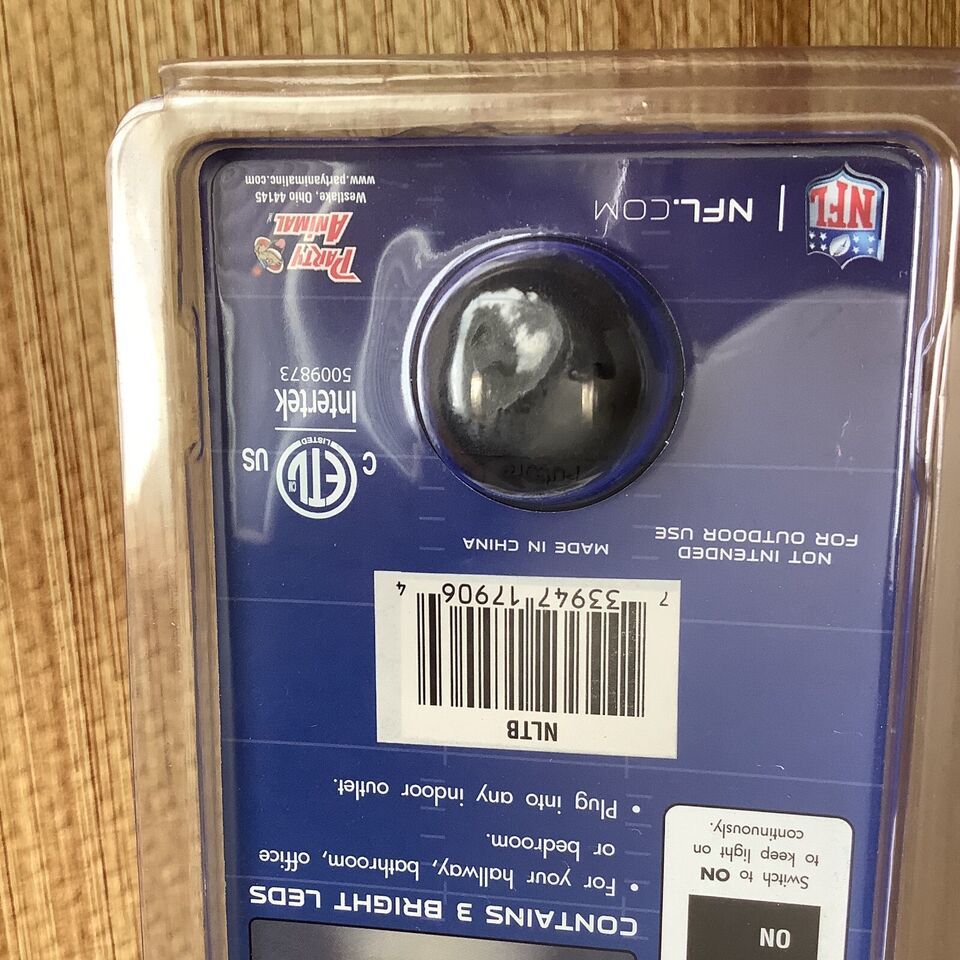 ON
Switch to ON
to keep light on
continuously.
CONTAINS 3 BRIGHT LEDS
• For your hallway, bathroom, office
or bedroom.
• Plug into any indoor outlet.
NLTB
7 33947 17906 4
NOT INTENDED
FOR OUTDOOR USE
MADE IN CHINA
C ETL US
CM
LISTED
Intertek
5009873
NFL
NFL.COM
PARTY
ANIMAL
Westlake, Ohio 44145
www.partyanimalinc.com